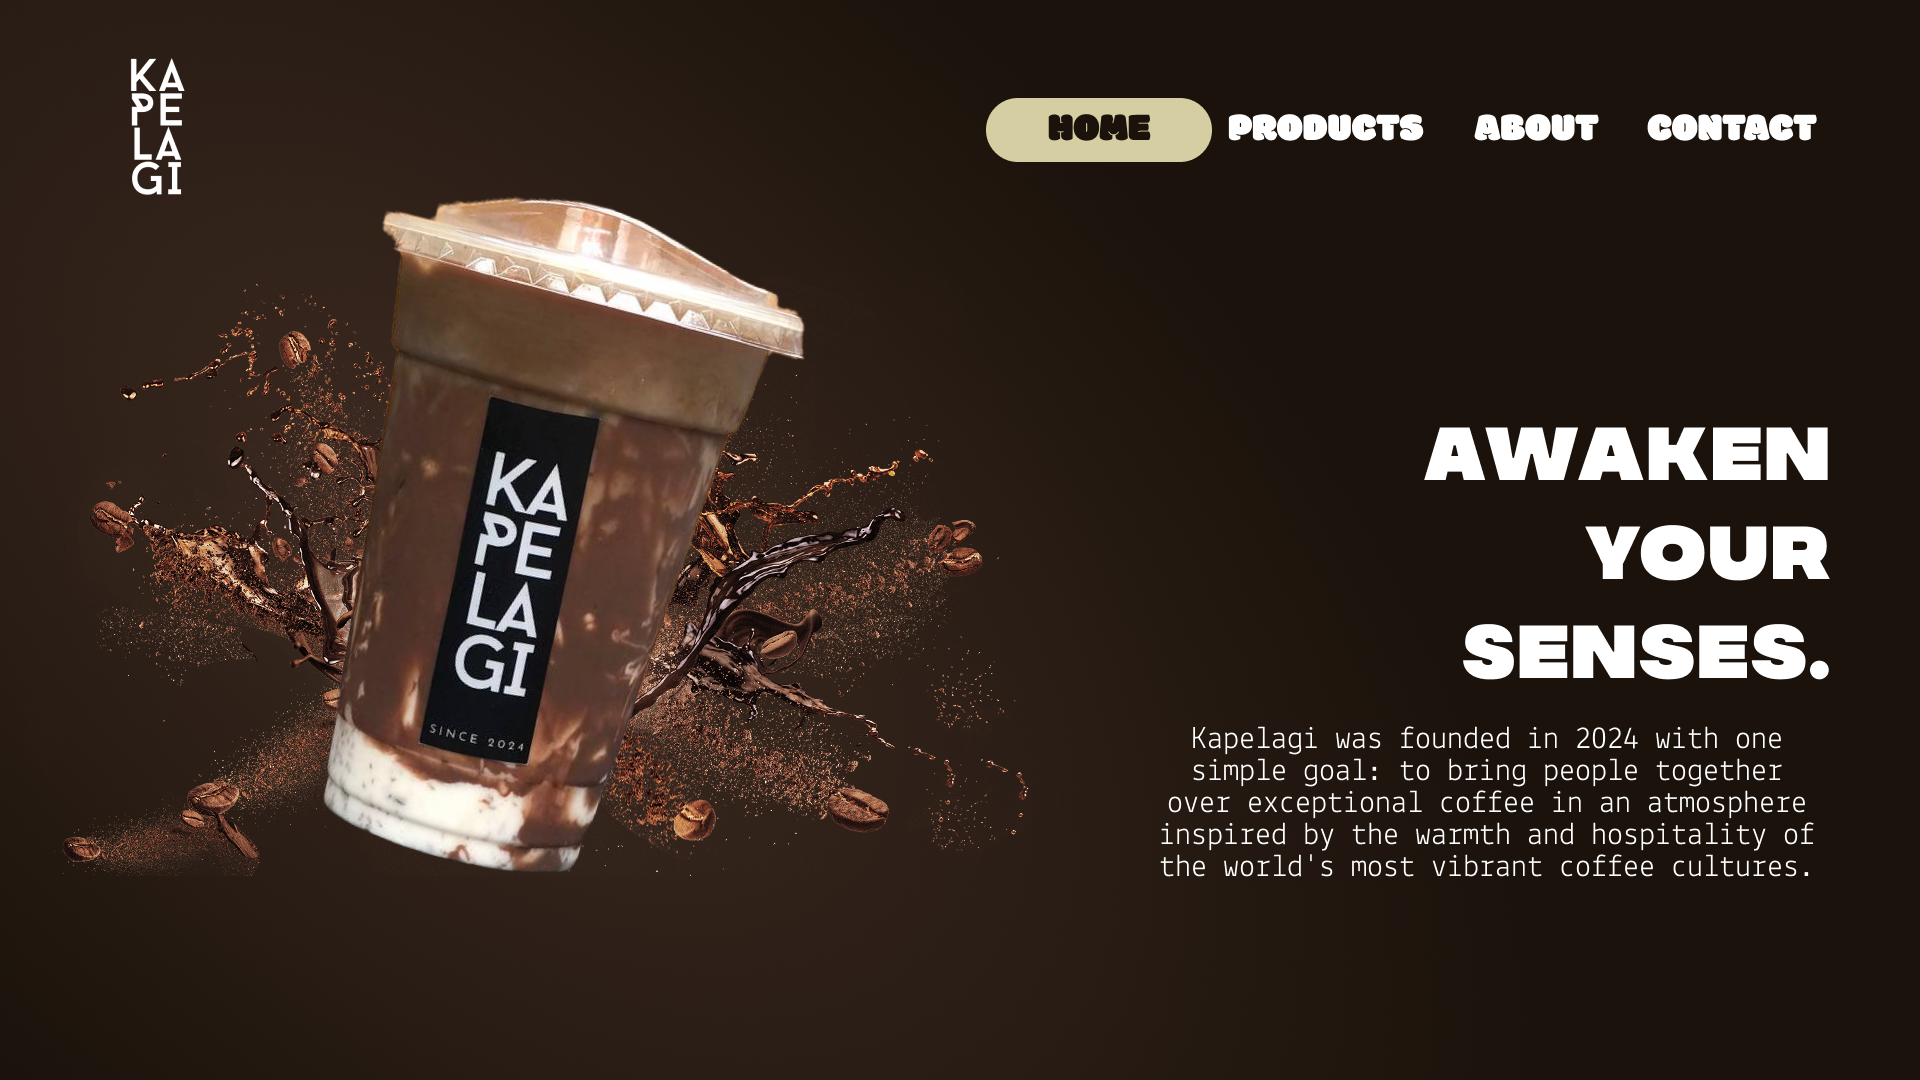 KA
PE
LA
GI
HOME PRODUCTS ABOUT CONTACT
KA
PE
LA
GI
SINCE 2024
AWAKEN
YOUR
SENSES.
Kapelagi was founded in 2024 with one
simple goal: to bring people together
over exceptional coffee in an atmosphere
inspired by the warmth and hospitality of
the world's most vibrant coffee cultures.